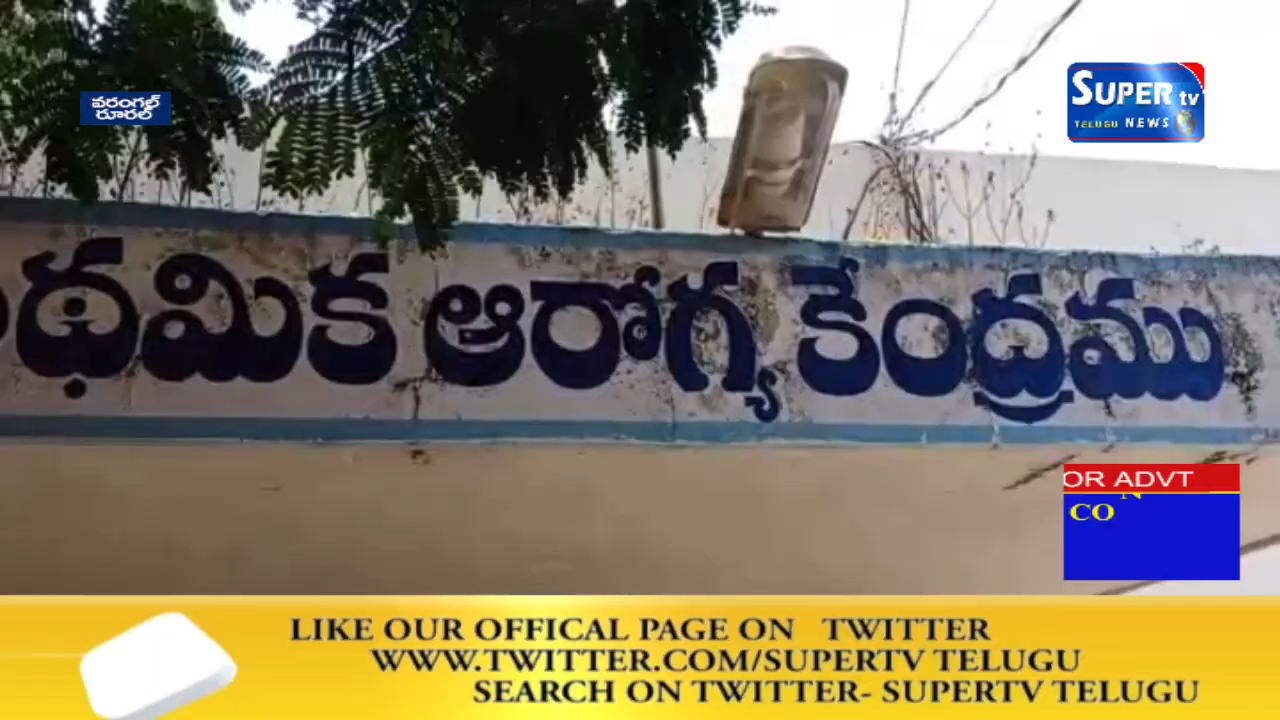 వరంగల్
రూరల్
SUPER tv
TELUGU NEWS
థమిక ఆరోగ్య కేంద్రము
OR ADVT
CO N
LIKE OUR OFFICAL PAGE ON TWITTER
WWW.TWITTER.COM/SUPERTV TELUGU
SEARCH ON TWITTER- SUPERTV TELUGU